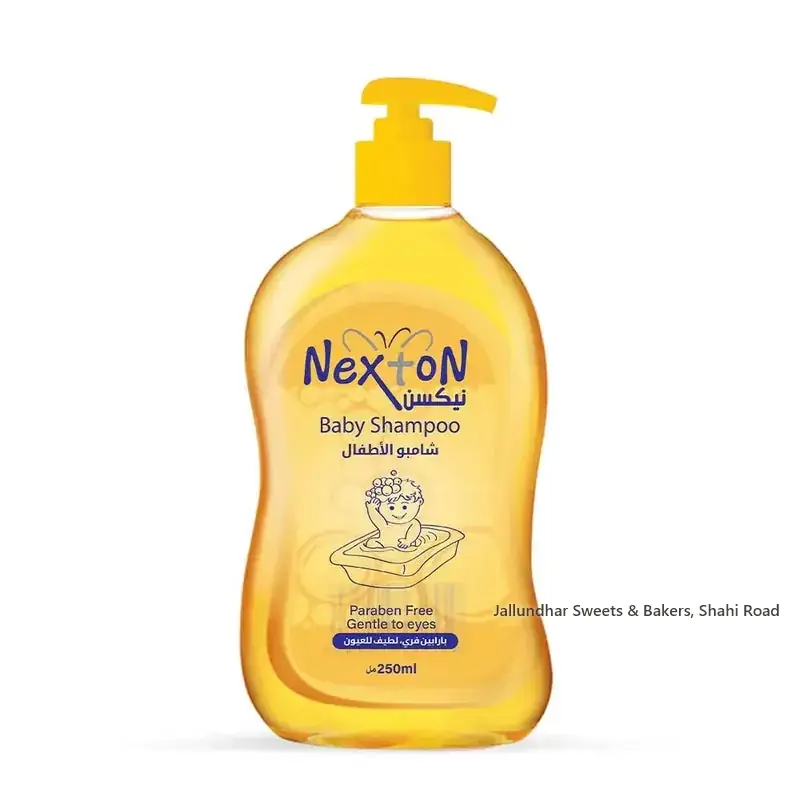 NextoN
نيكسن
Baby Shampoo
شامبو الأطفال
Paraben Free
Gentle to eyes
بارابين فري، لطيف للعيون
250ml مل
Jallundhar Sweets & Bakers, Shahi Road